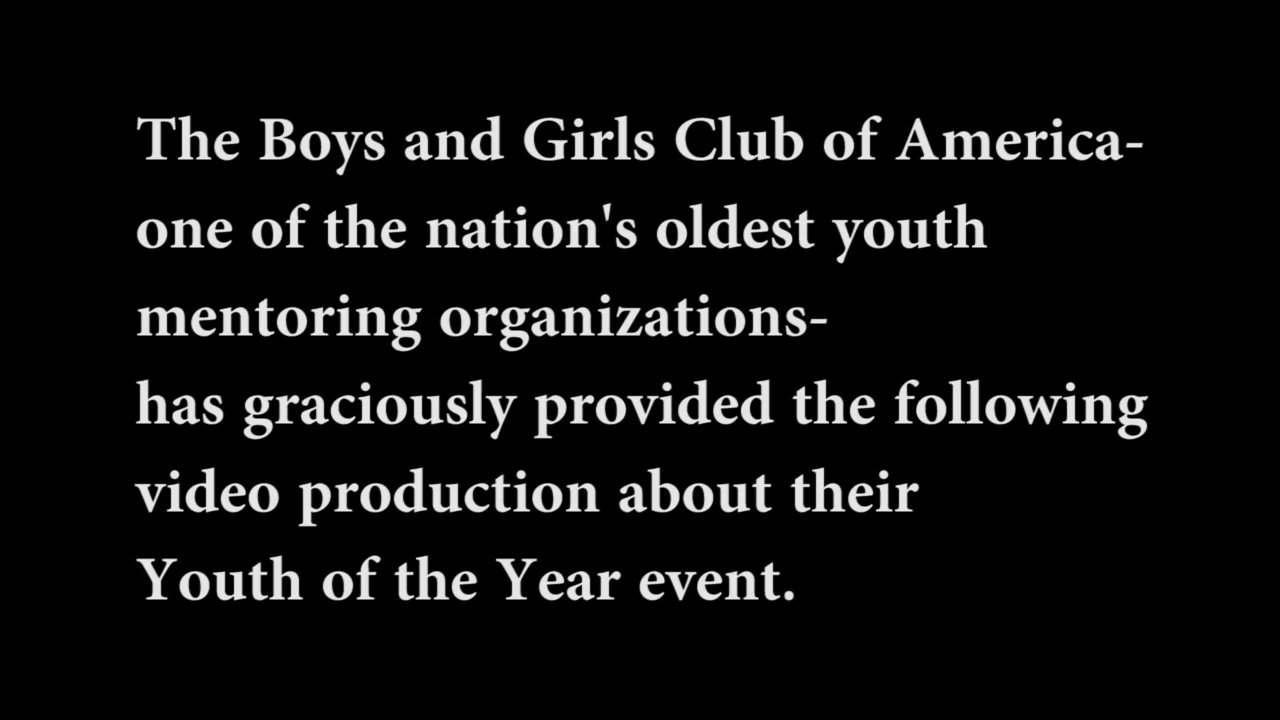 The Boys and Girls Club of America-
one of the nation's oldest youth
mentoring organizations-
has graciously provided the following
video production about their
Youth of the Year event.